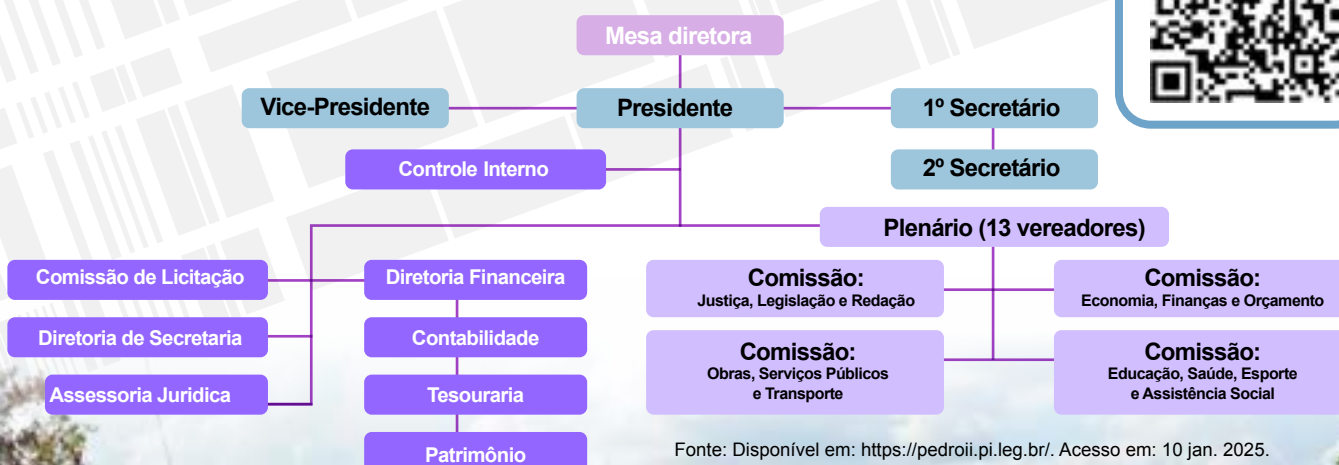 Mesa diretora
Vice-Presidente
Presidente
1º Secretário
Controle Interno
2º Secretário
Plenário (13 vereadores)
Comissão de Licitação
Diretoria Financeira
Comissão:
Justiça, Legislação e Redação
Comissão:
Economia, Finanças e Orçamento
Diretoria de Secretaria
Contabilidade
Comissão:
Obras, Serviços Públicos
e Transporte
Comissão:
Educação, Saúde, Esporte
e Assistência Social
Assessoria Juridica
Tesouraria
Patrimônio
Fonte: Disponível em: https://pedroii.pi.leg.br/. Acesso em: 10 jan. 2025.